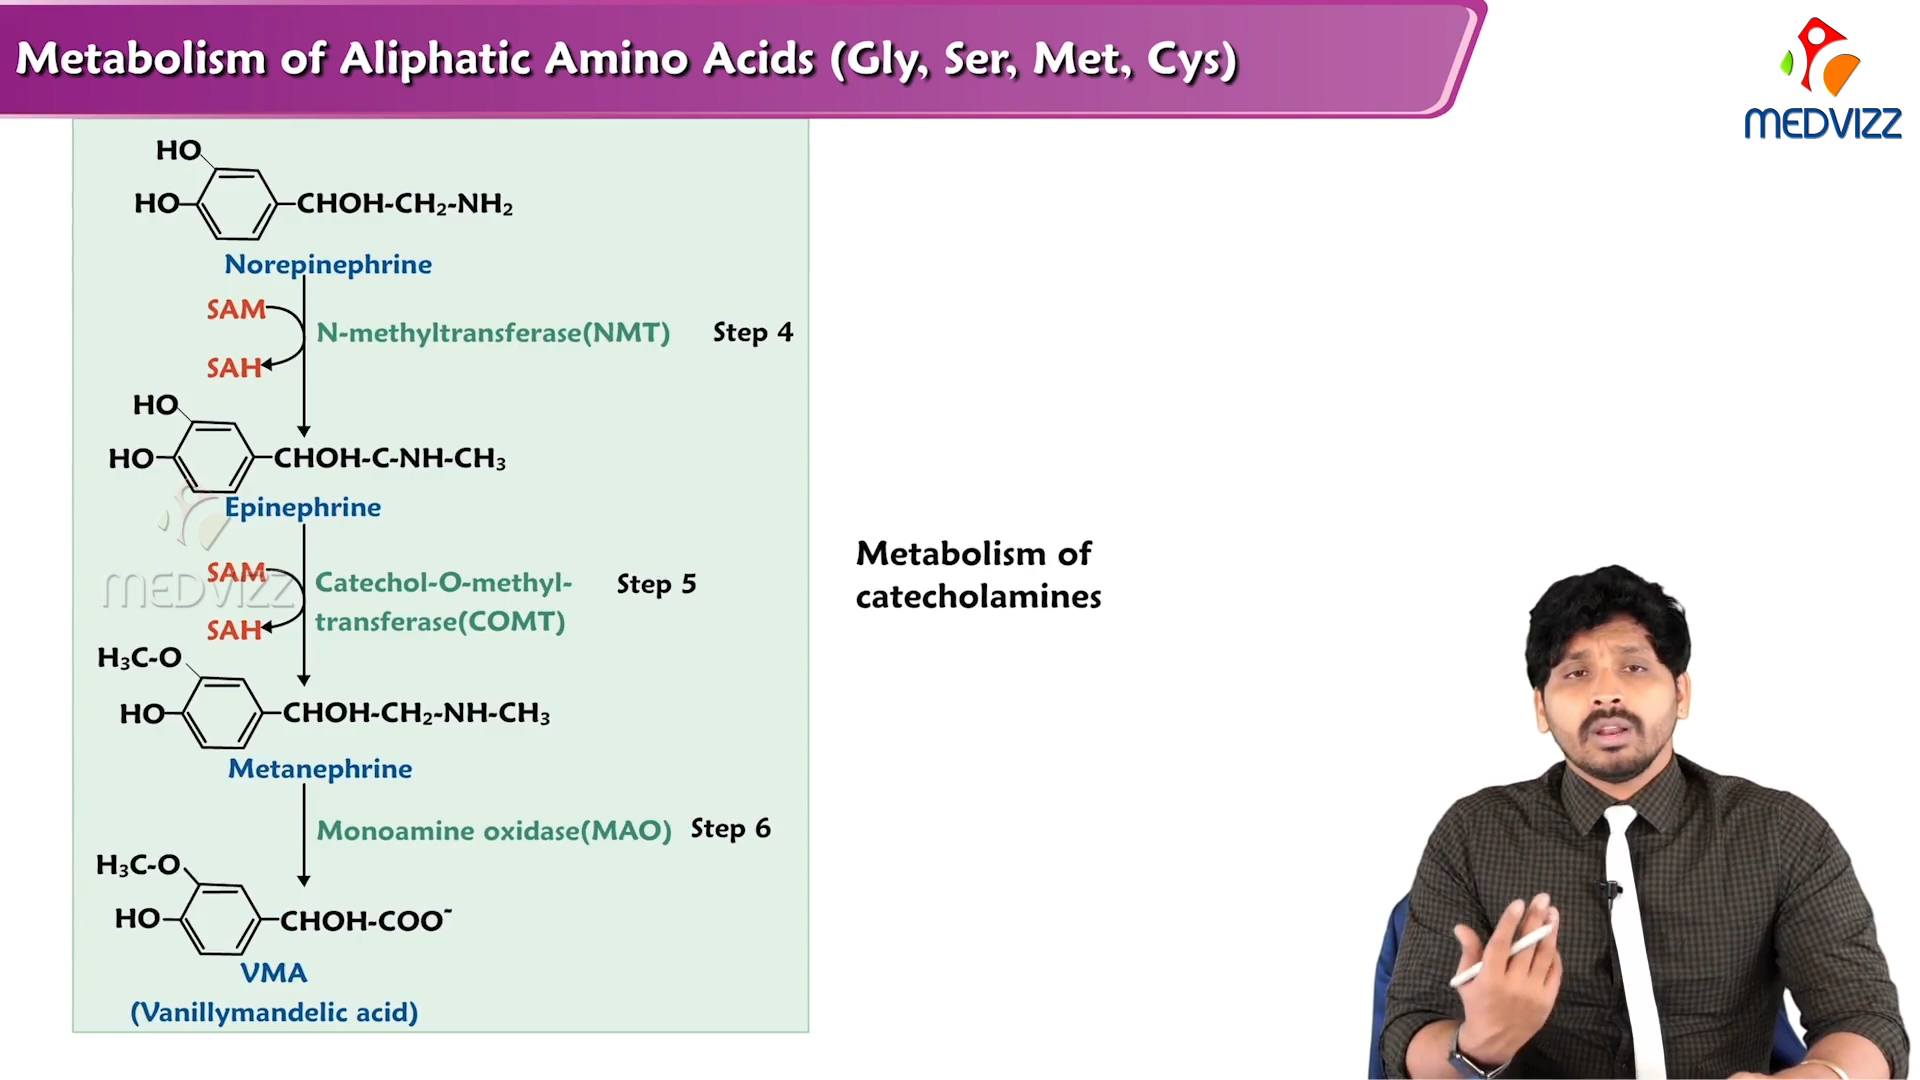 Metabolism of Aliphatic Amino Acids (Gly, Ser, Met, Cys)
MEDVIZZ
HO
HO
CHOH-CH₂-NH₂
Norepinephrine
SAM
N-methyltransferase(NMT)
Step 4
SAH
HO
HO
CHOH-C-NH-CH₃
Epinephrine
SAM
Catechol-O-methyl-
transferase(COMT)
Step 5
SAH
MEDVIZZ
H₃C-O
HO
CHOH-CH₂-NH-CH₃
Metanephrine
Monoamine oxidase(MAO)
Step 6
H₃C-O
HO
CHOH-COO⁻
VMA
(Vanillymandelic acid)
Metabolism of
catecholamines